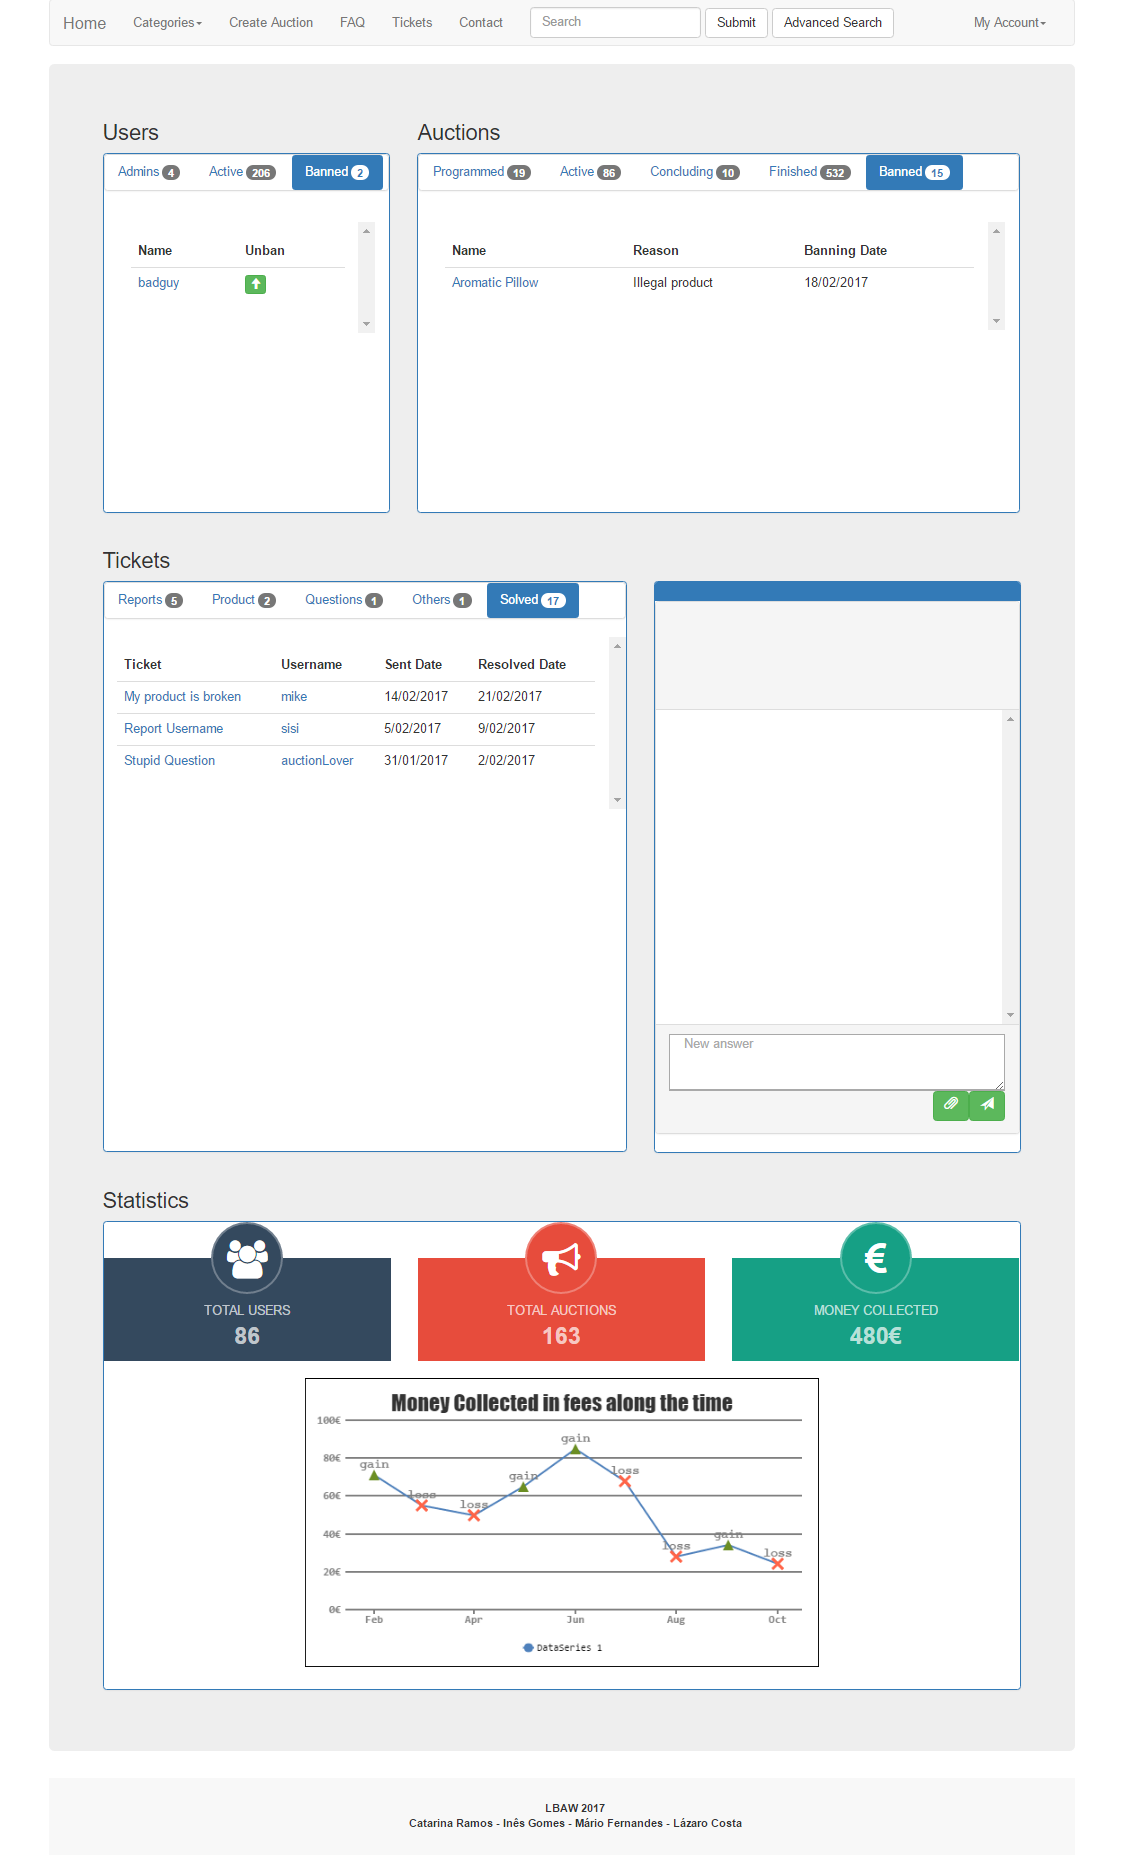 Home Categories Create Auction FAQ Tickets Contact Search Submit Advanced Search My Account
Users
Admins 4 Active 206 Banned 2
Name Unban
badguy
Auctions
Programmed 19 Active 86 Concluding 10 Finished 532 Banned 15
Name Reason Banning Date
Aromatic Pillow Illegal product 18/02/2017
Tickets
Reports 5 Product 2 Questions 1 Others 1 Solved 17
Ticket Username Sent Date Resolved Date
My product is broken mike 14/02/2017 21/02/2017
Report Username sisi 5/02/2017 9/02/2017
Stupid Question auctionLover 31/01/2017 2/02/2017
New answer
Statistics
TOTAL USERS
86
TOTAL AUCTIONS
163
€
MONEY COLLECTED
480€
Money Collected in fees along the time
100€
80€
60€
40€
20€
0€
gain
loss
loss
gain
gain
loss
loss
gain
loss
Feb Apr Jun Aug Oct
DataSeries 1
LBAW 2017
Catarina Ramos - Inês Gomes - Mário Fernandes - Lázaro Costa